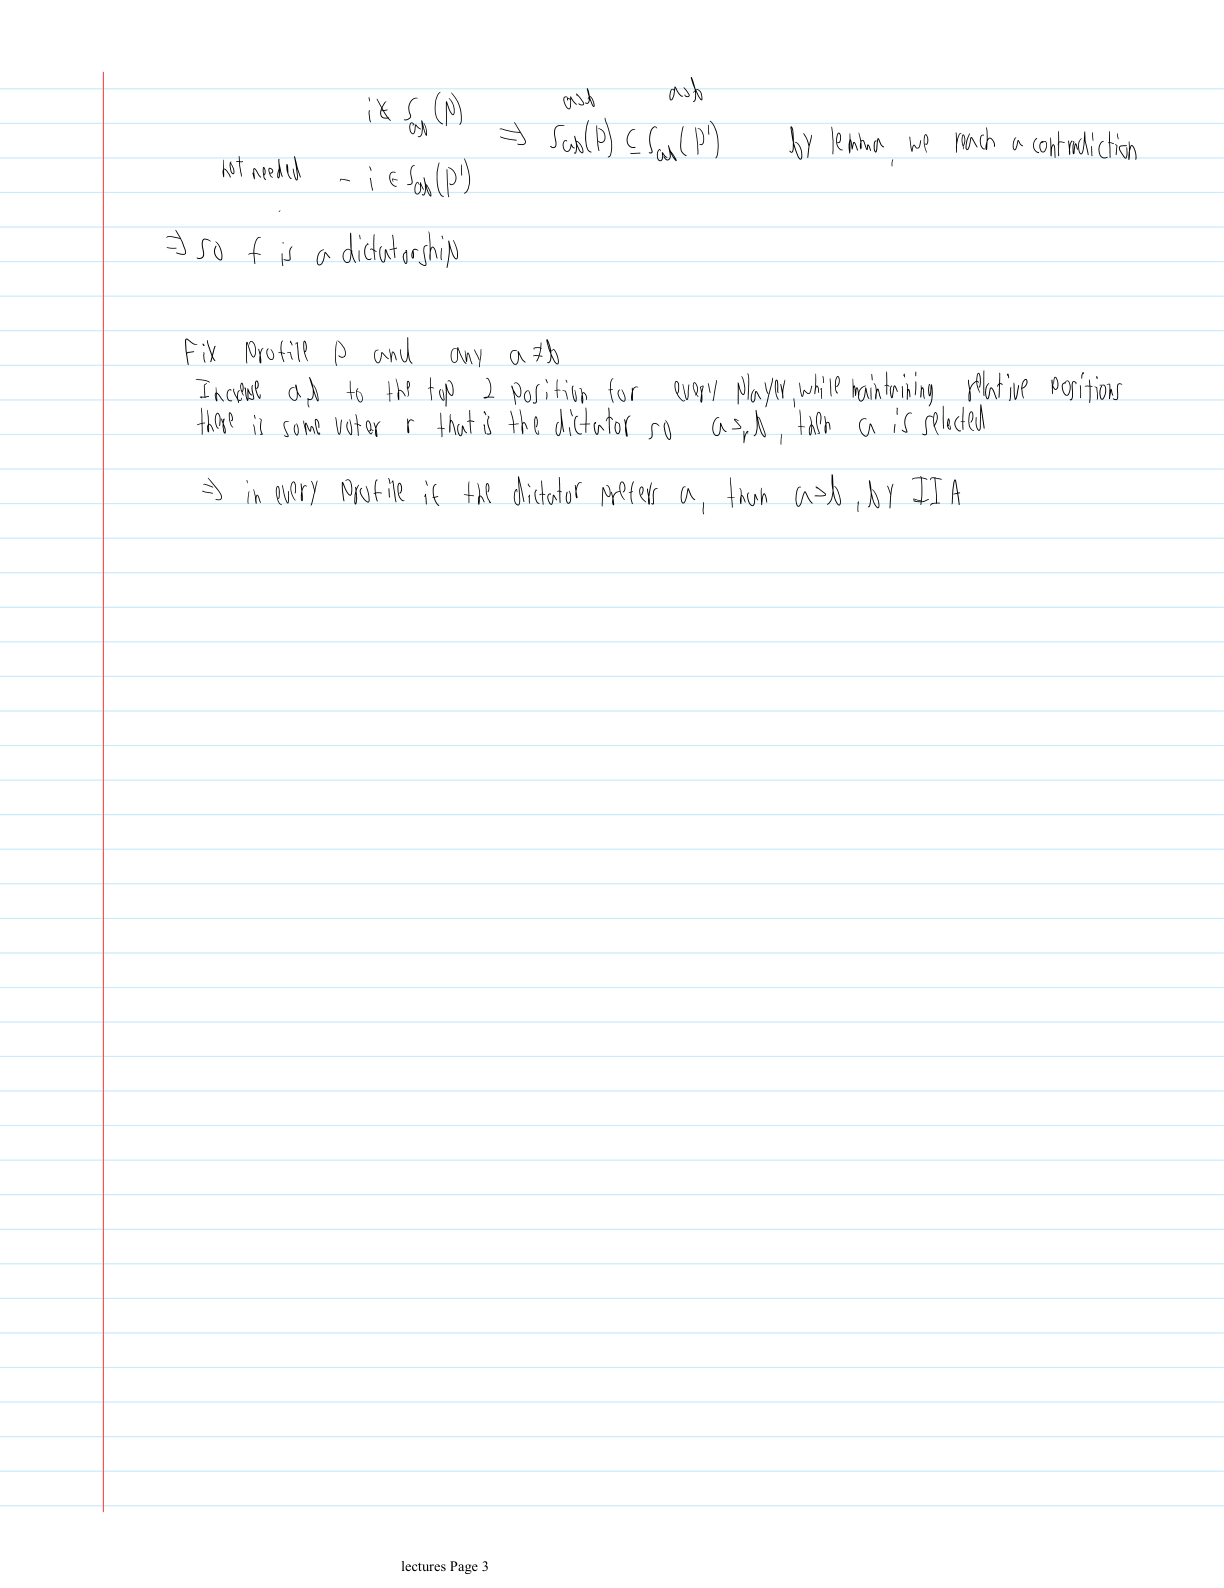 a>b a>b
i ∉ S_ab(P)
⇒ S_ab(P) ⊆ S_ab(P') by lemma, we reach a contradiction
not needed - i ∈ S_ab(P')
⇒ so f is a dictatorship
Fix profile P and any a≠b
Increase a,b to the top 2 position for every player, while maintaining relative positions
there is some voter r that is the dictator so a >_r b, then a is selected
⇒ in every profile if the dictator prefers a, than a>b, by IIA
lectures Page 3